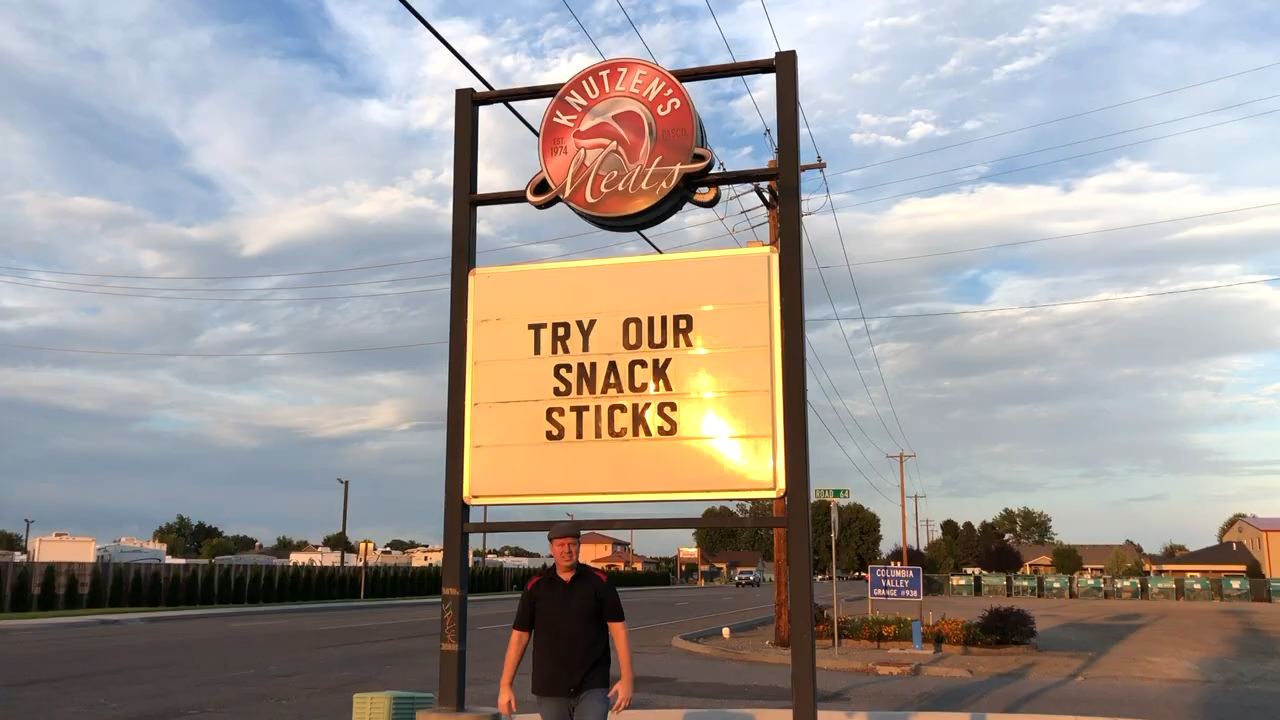 KNUTZEN'S
EST. 1974
PASCO.
Meats
TRY OUR
SNACK
STICKS
ROAD 64
COLUMBIA
VALLEY
GRANGE #938